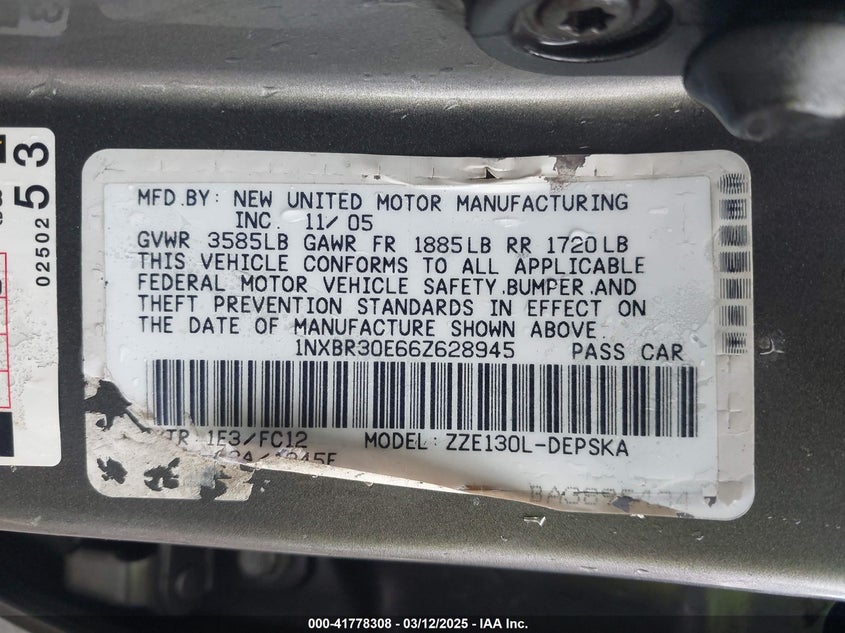 53
02502
MFD.BY: NEW UNITED MOTOR MANUFACTURING
INC. 11/05
GVWR 3585LB GAWR FR 1885LB RR 1720LB
THIS VEHICLE CONFORMS TO ALL APPLICABLE
FEDERAL MOTOR VEHICLE SAFETY,BUMPER,AND
THEFT PREVENTION STANDARDS IN EFFECT ON
THE DATE OF MANUFACTURE SHOWN ABOVE.
1NXBR30E66Z628945 PASS CAR
1E3/FC12 MODEL: ZZE130L-DEPSKA
000-41778308 - 03/12/2025 - IAA Inc.